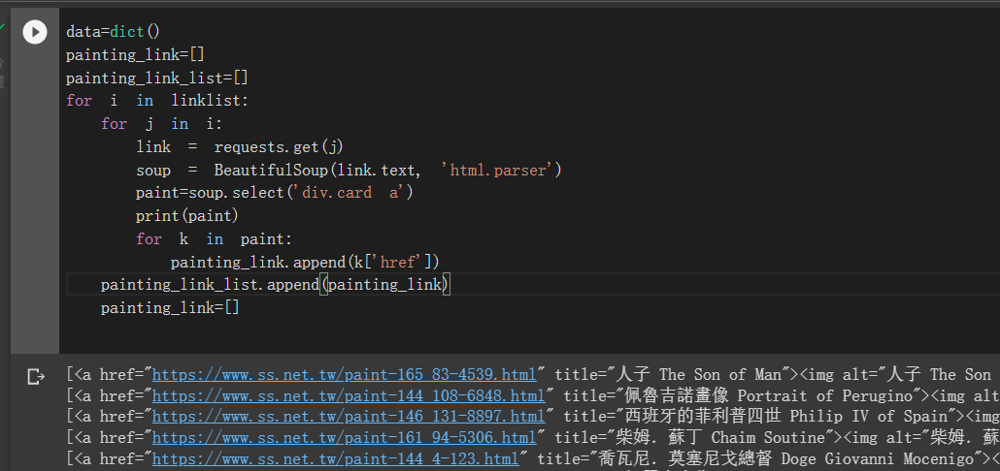 data=dict()
painting_link=[]
painting_link_list=[]
for i in linklist:
    for j in i:
        link = requests.get(j)
        soup = BeautifulSoup(link.text, 'html.parser')
        paint=soup.select('div.card a')
        print(paint)
        for k in paint:
            painting_link.append(k['href'])
    painting_link_list.append(painting_link)
    painting_link=[]
[<a href="https://www.ss.net.tw/paint-165_83-4539.html" title="人子 The Son of Man"><img alt="人子 The Son
[<a href="https://www.ss.net.tw/paint-144_108-6848.html" title="佩魯吉諾畫像 Portrait of Perugino"><img alt
[<a href="https://www.ss.net.tw/paint-146_131-8897.html" title="西班牙的菲利普四世 Philip IV of Spain"><img
[<a href="https://www.ss.net.tw/paint-161_94-5306.html" title="柴姆. 蘇丁 Chaim Soutine"><img alt="柴姆. 蘇
[<a href="https://www.ss.net.tw/paint-144_4-123.html" title="喬瓦尼. 莫塞尼戈總督 Doge Giovanni Mocenigo"><